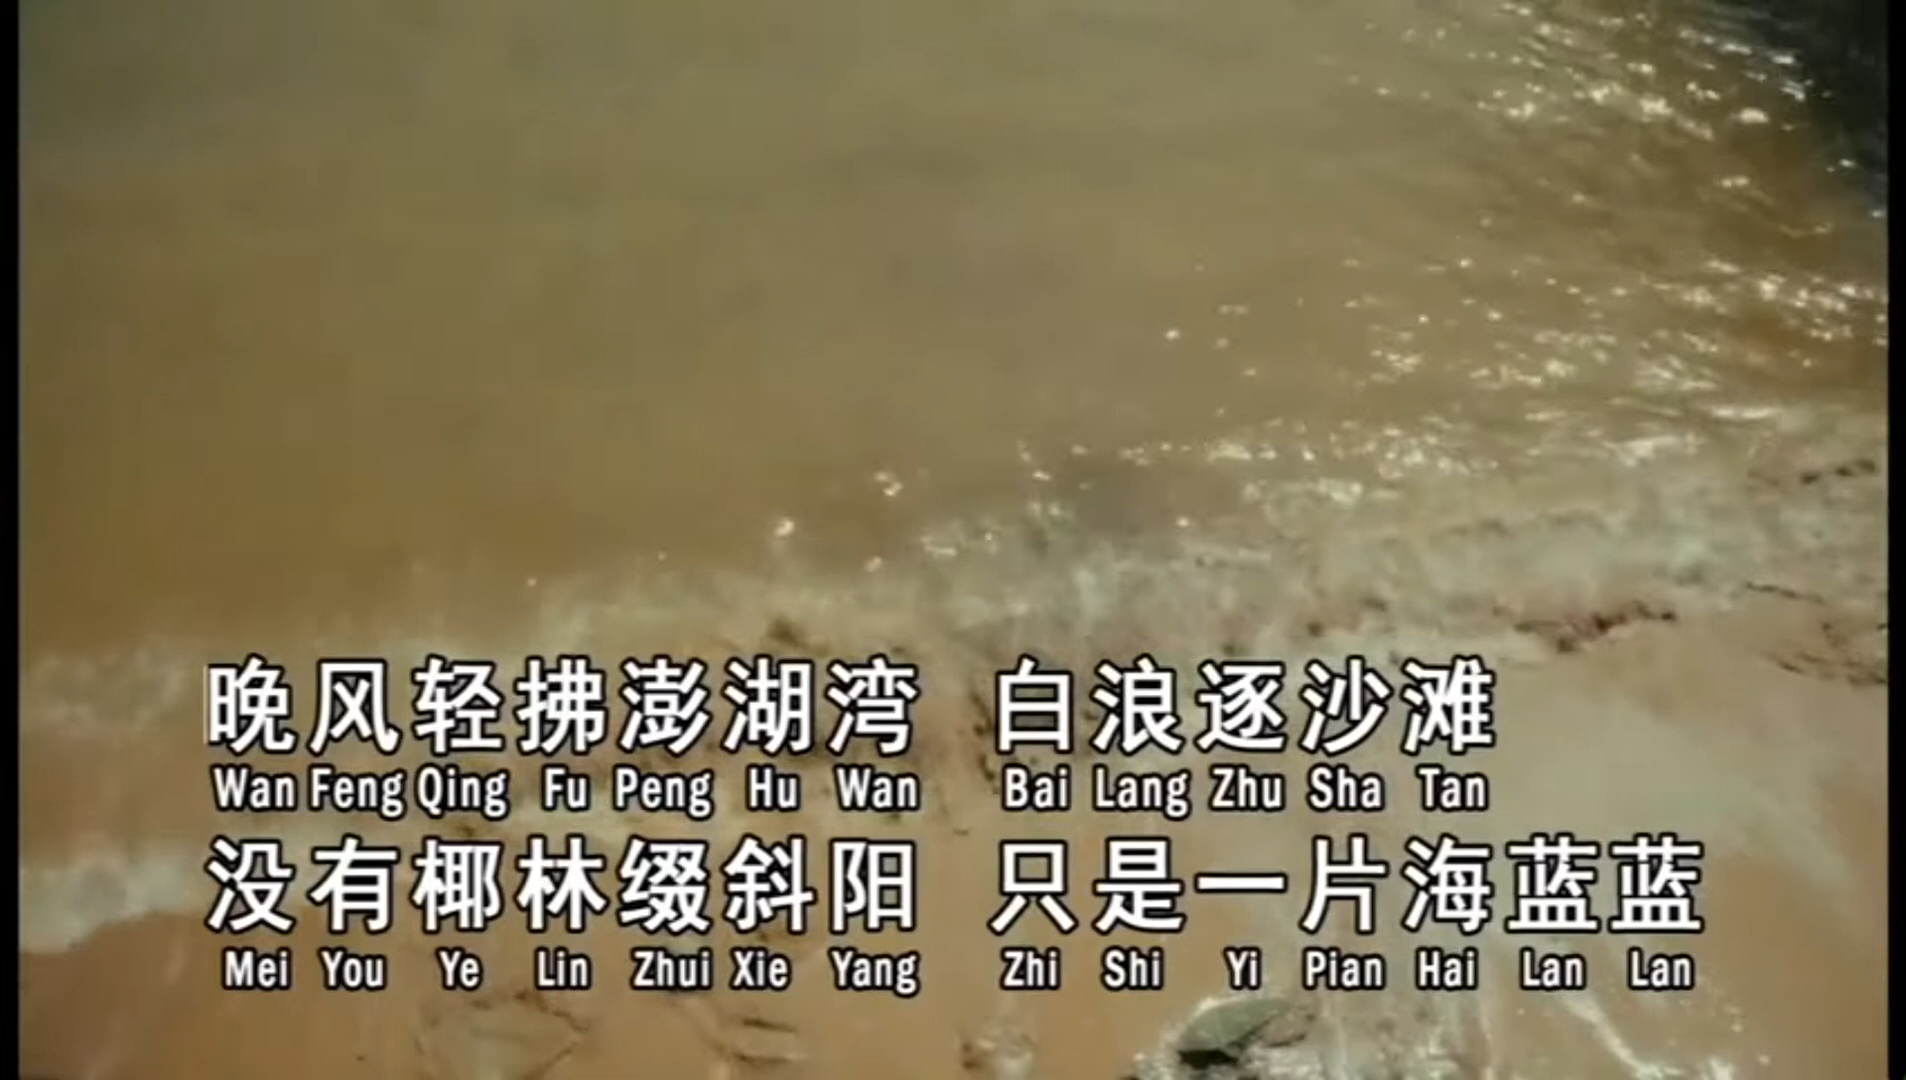 晚风轻拂澎湖湾 白浪逐沙滩
Wan Feng Qing Fu Peng Hu Wan Bai Lang Zhu Sha Tan
没有椰林缀斜阳 只是一片海蓝蓝
Mei You Ye Lin Zhui Xie Yang Zhi Shi Yi Pian Hai Lan Lan